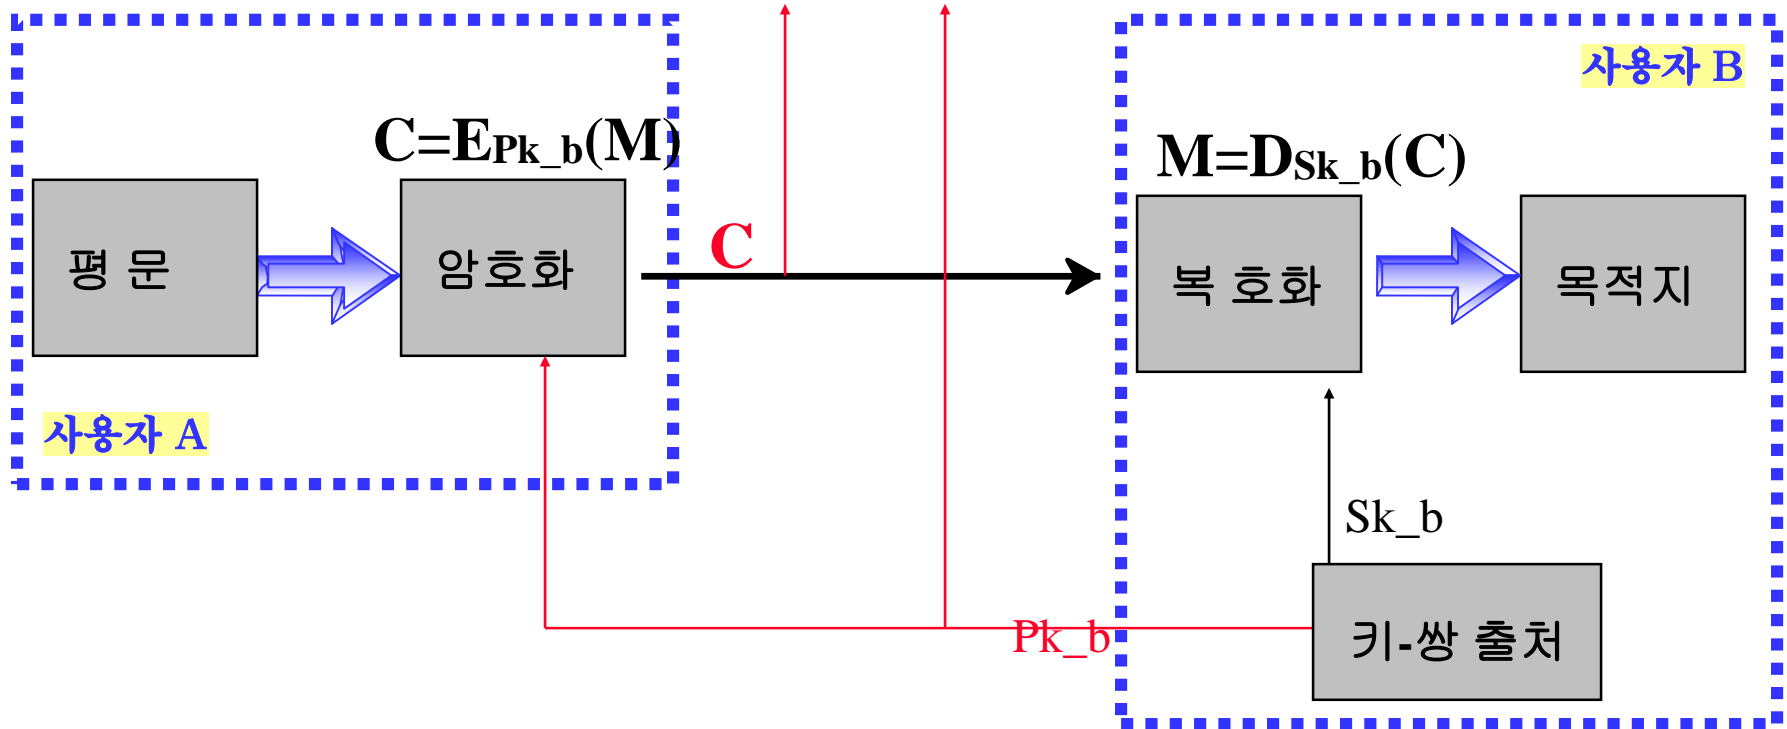 사용자 B
C=EPk_b(M)
M=DSk_b(C)
평 문
암호화
C
복 호화
목적지
사용자 A
Sk_b
Pk_b
키-쌍 출처